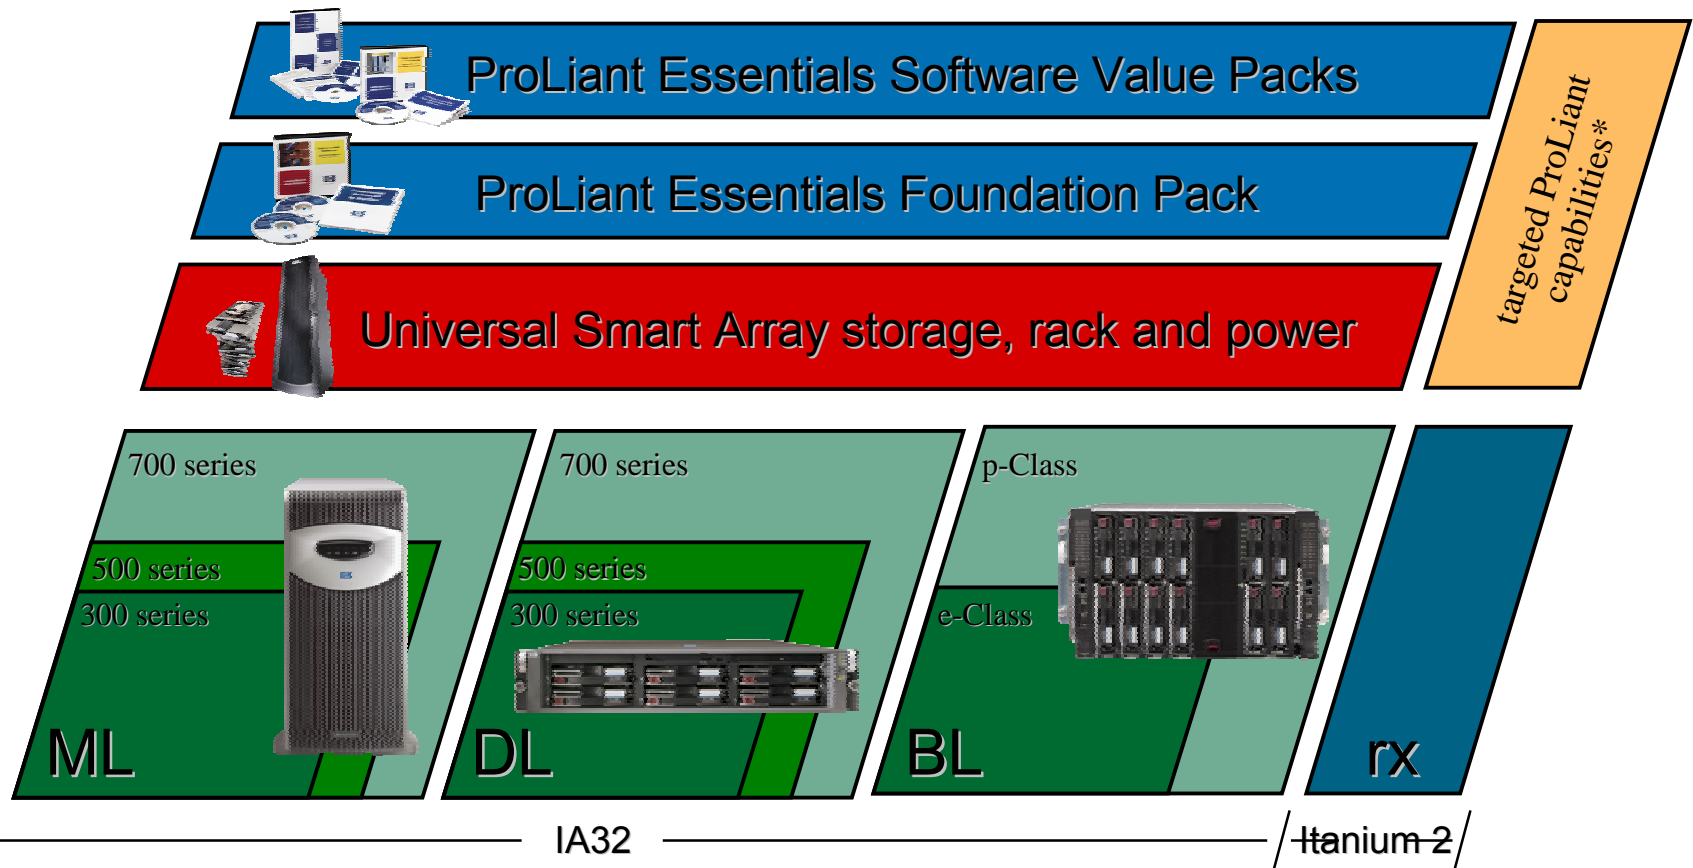 ProLiant Essentials Software Value Packs
ProLiant Essentials Foundation Pack
Universal Smart Array storage, rack and power
targeted ProLiant
capabilities*
700 series
500 series
300 series
ML
700 series
500 series
300 series
DL
p-Class
e-Class
BL
rx
IA32
Itanium 2